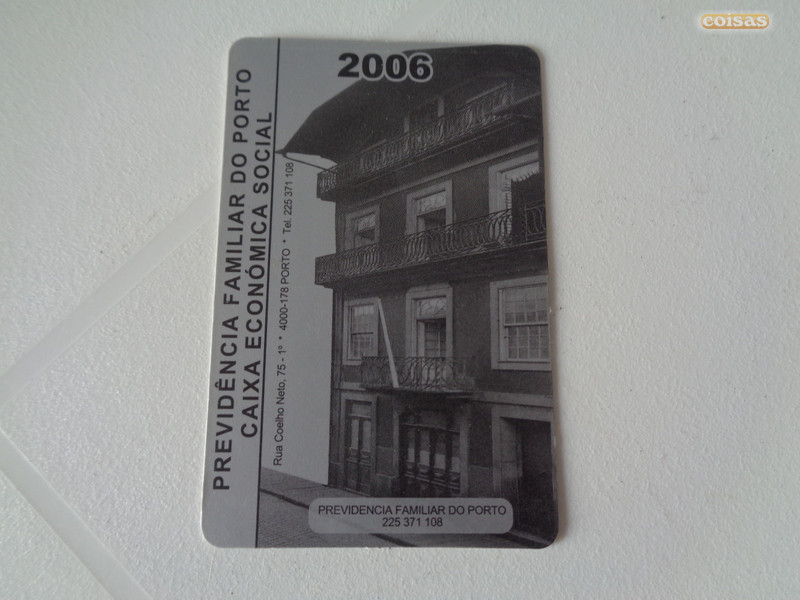 coisas
2006
PREVIDÊNCIA FAMILIAR DO PORTO
CAIXA ECONÓMICA SOCIAL
Rua Coelho Neto, 75 - 1º * 4000-178 PORTO * Tel. 225 371 108
PREVIDENCIA FAMILIAR DO PORTO
225 371 108